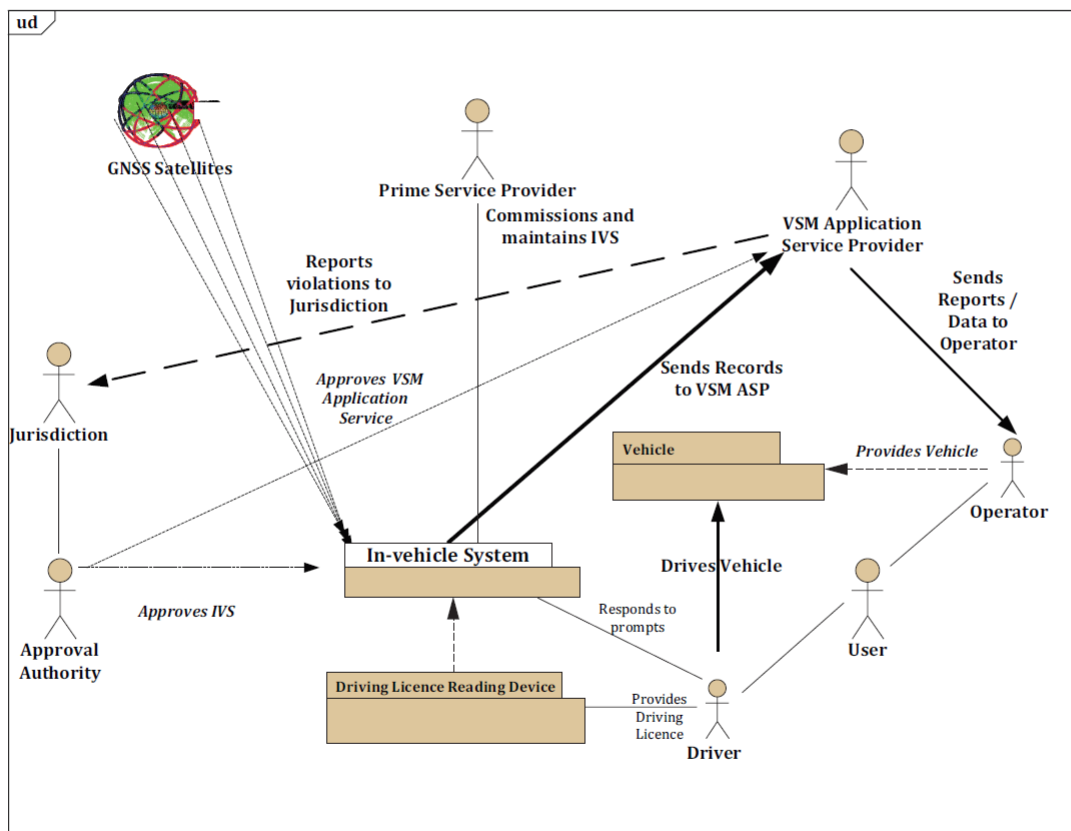 ud
GNSS Satellites
Prime Service Provider
Commissions and
maintains IVS
VSM Application
Service Provider
Reports
violations to
Jurisdiction
Sends
Reports /
Data to
Operator
Approves VSM
Application
Service
Sends Records
to VSM ASP
Jurisdiction
Vehicle
Provides Vehicle
Operator
In-vehicle System
Drives Vehicle
Approves IVS
Responds to
prompts
Approval
Authority
User
Driving Licence Reading Device
Provides
Driving
Licence
Driver